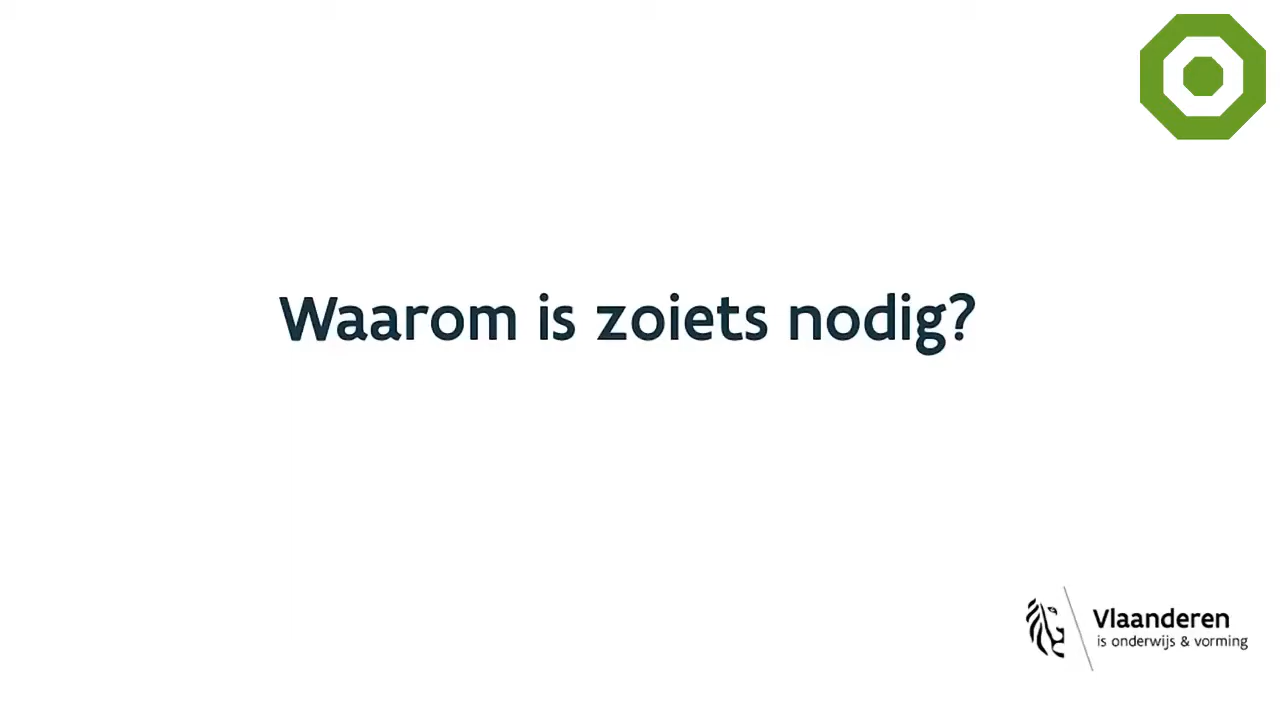 Waarom is zoiets nodig?
Vlaanderen
is onderwijs & vorming